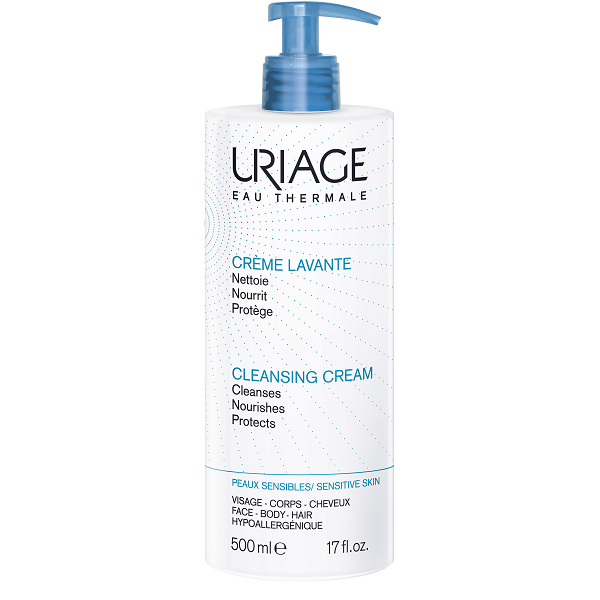 URIAGE
EAU THERMALE
CRÈME LAVANTE
Nettoie
Nourrit
Protège
CLEANSING CREAM
Cleanses
Nourishes
Protects
PEAUX SENSIBLES/ SENSITIVE SKIN
VISAGE - CORPS - CHEVEUX
FACE - BODY - HAIR
HYPOALLERGÉNIQUE
500 ml ℮ 17 fl.oz.